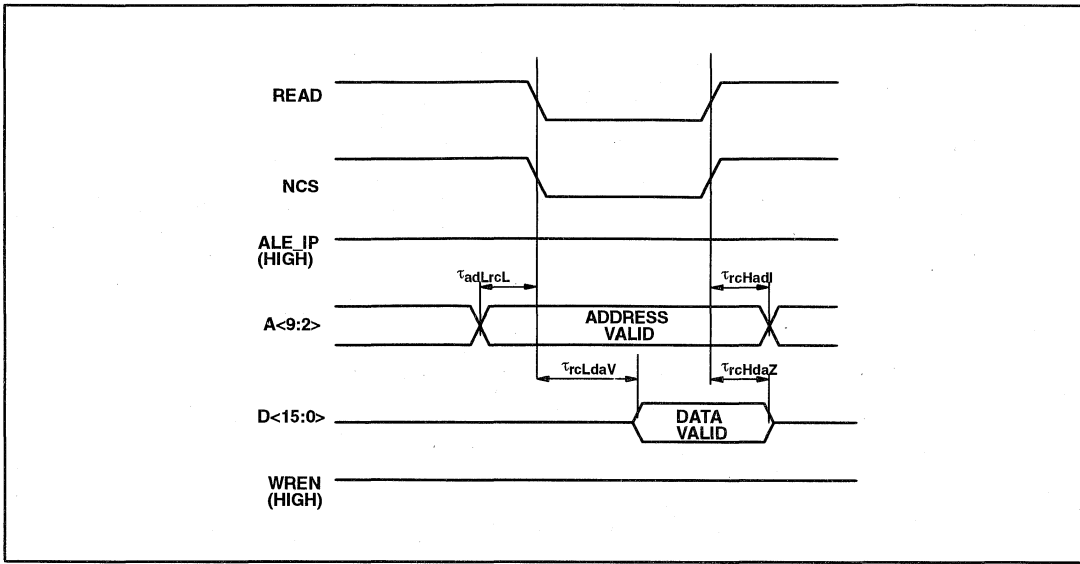 READ
NCS
ALE_IP
(HIGH)
τadLrcL
τrcHadI
A<9:2>
ADDRESS
VALID
τrcLdaV
τrcHdaZ
D<15:0>
DATA
VALID
WREN
(HIGH)